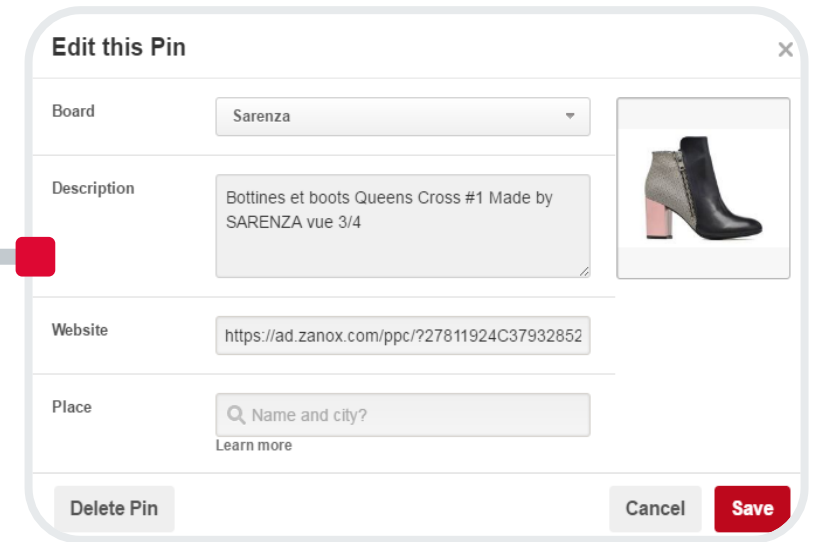 Edit this Pin
×
Board
Sarenza
Description
Bottines et boots Queens Cross #1 Made by
SARENZA vue 3/4
Website
https://ad.zanox.com/ppc/?27811924C37932852
Place
Name and city?
Learn more
Delete Pin
Cancel
Save